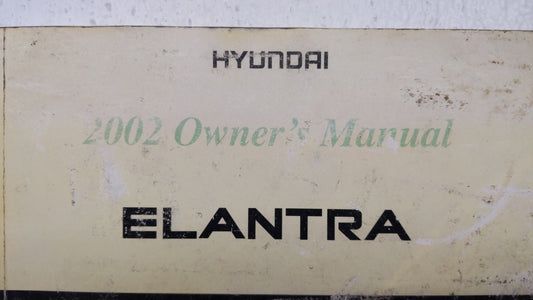 HYUNDAI
2002 Owner's Manual
ELANTRA